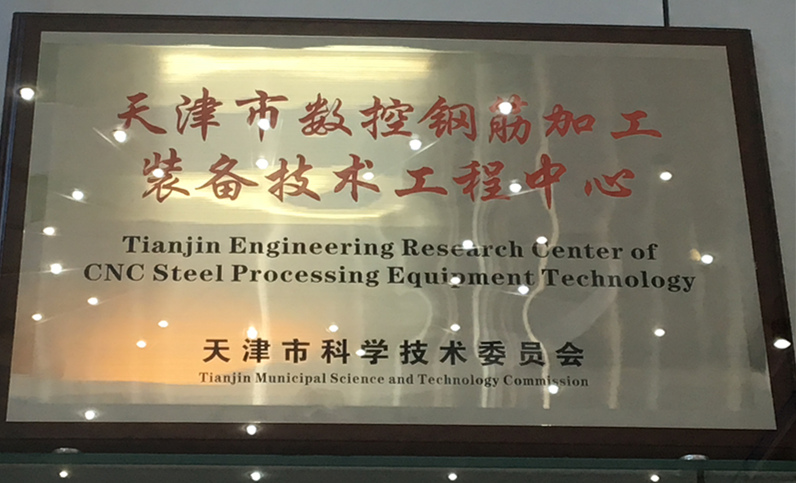 天津市数控钢筋加工
装备技术工程中心
Tianjin Engineering Research Center of
CNC Steel Processing Equipment Technology
天津市科学技术委员会
Tianjin Municipal Science and Technology Commission